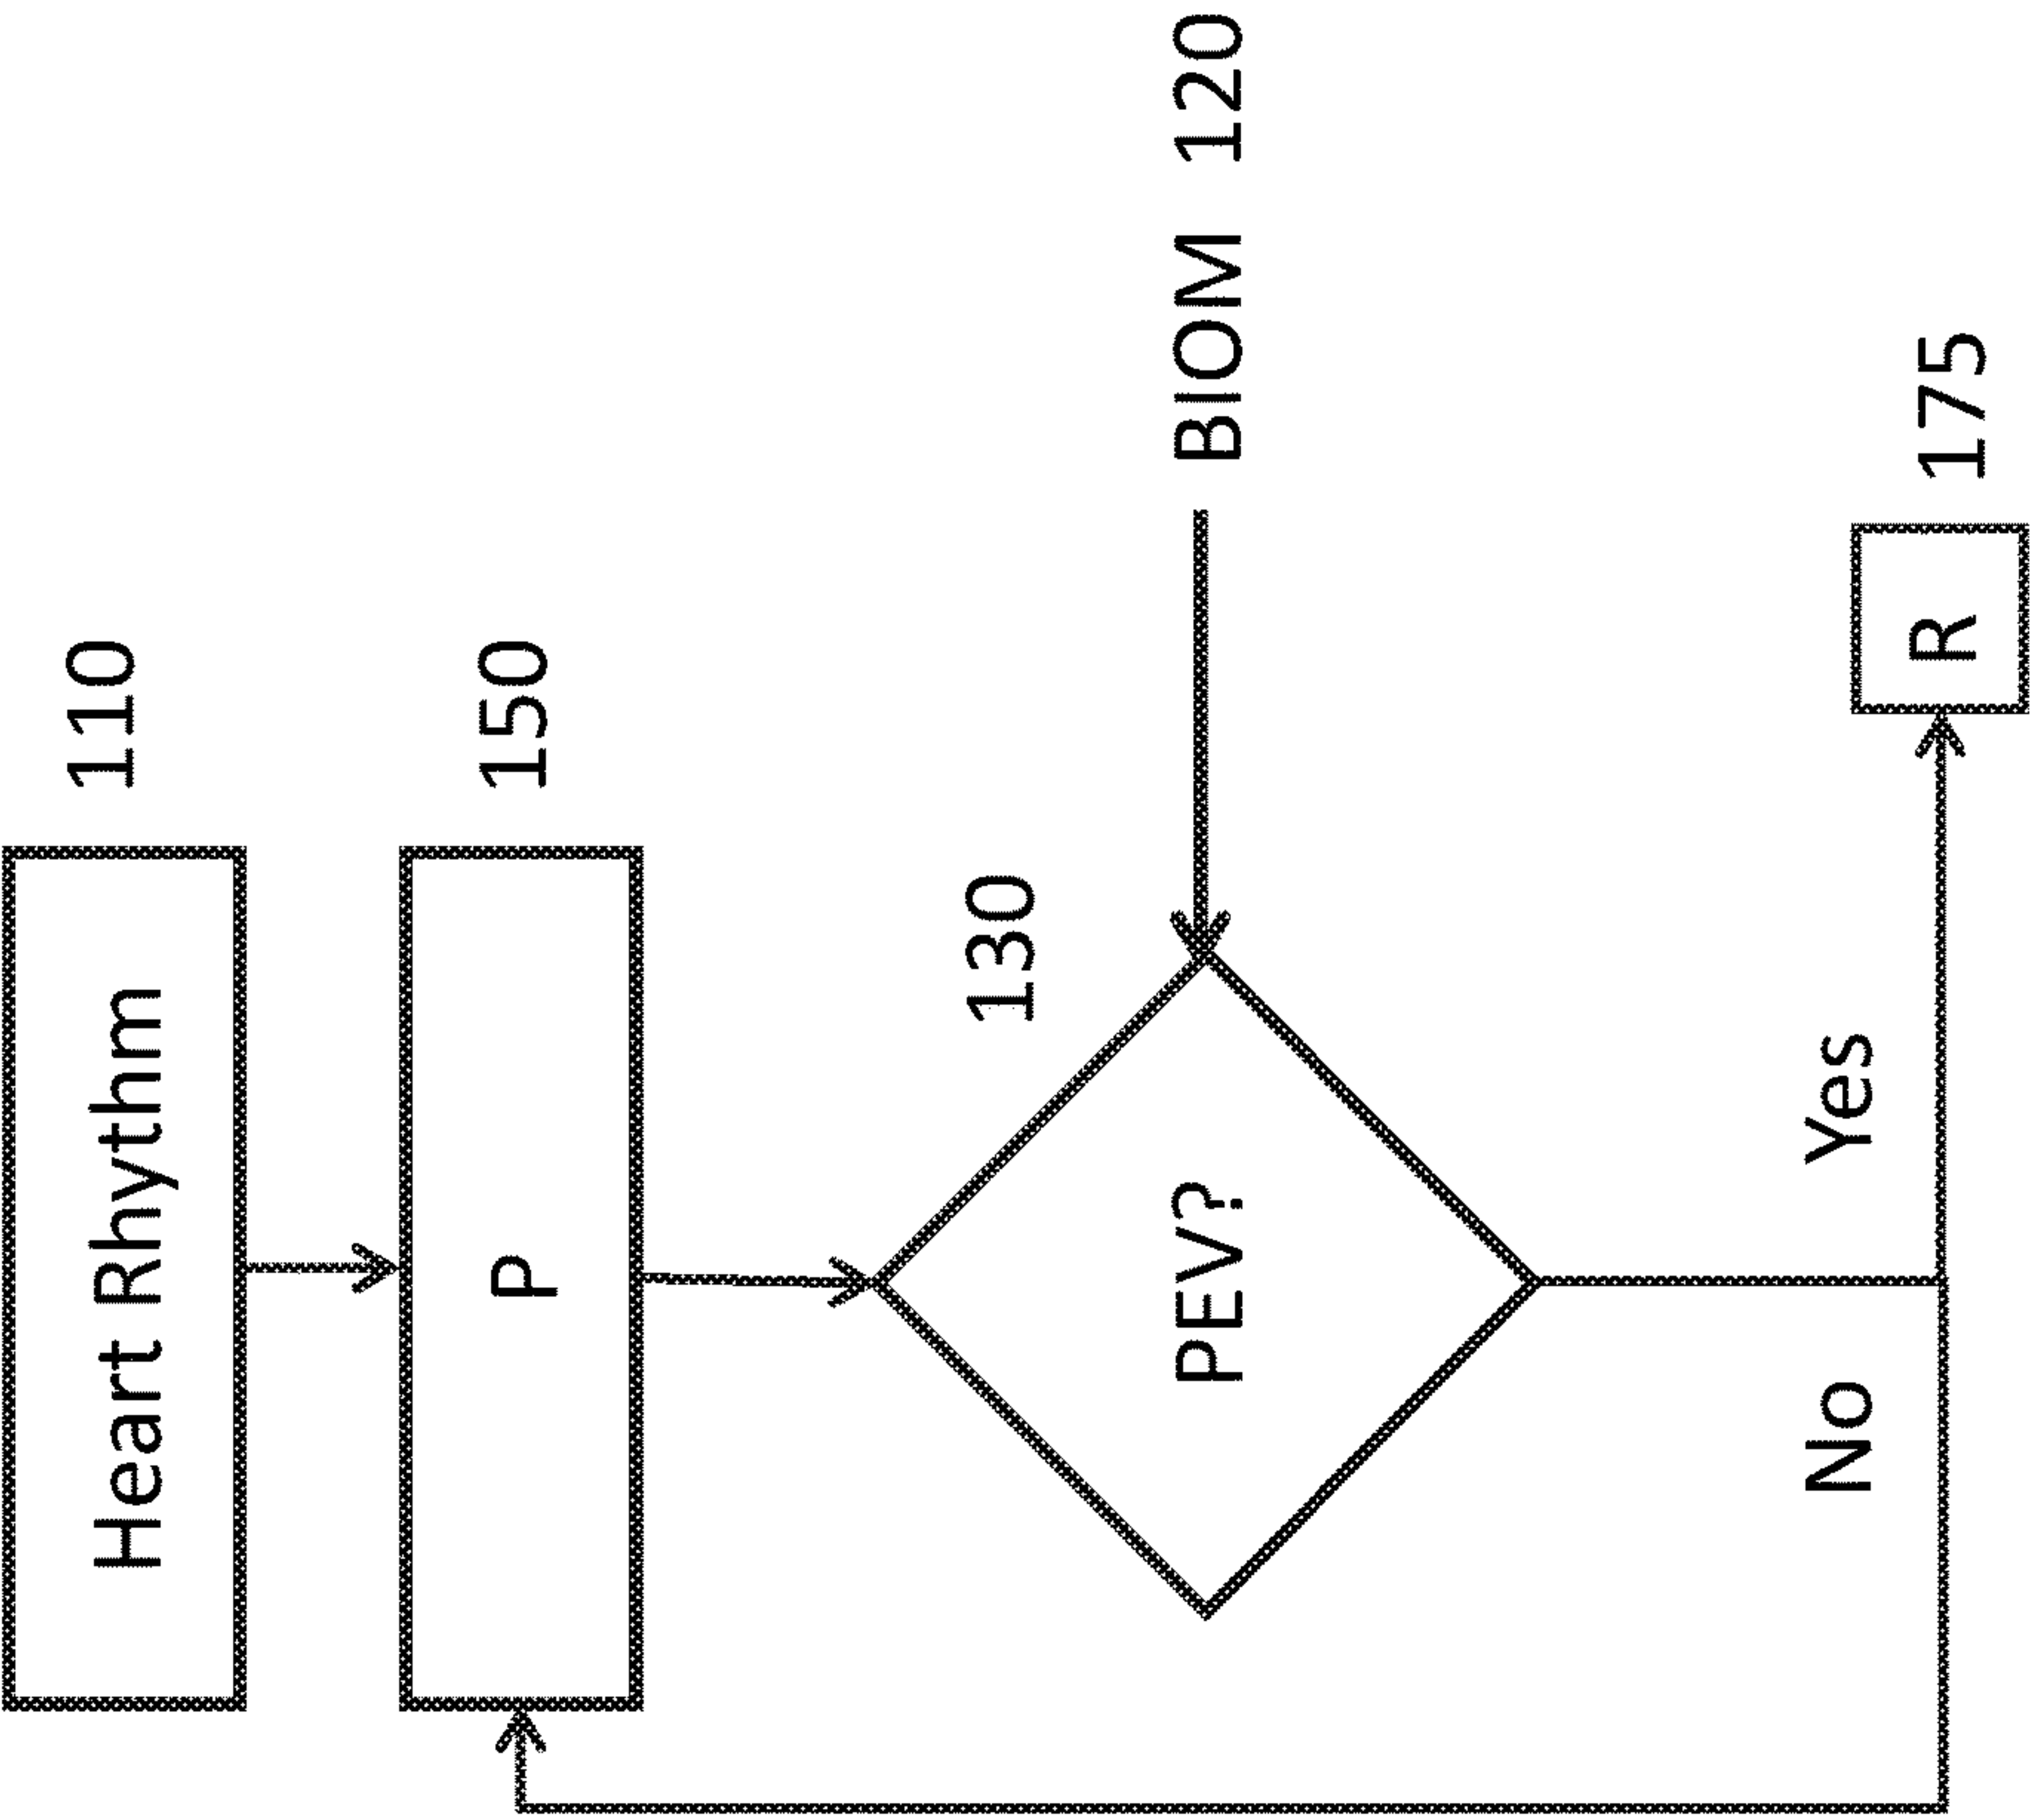 Heart Rhythm 110
P 150
130
PEV?
BIOM 120
No
Yes
R 175